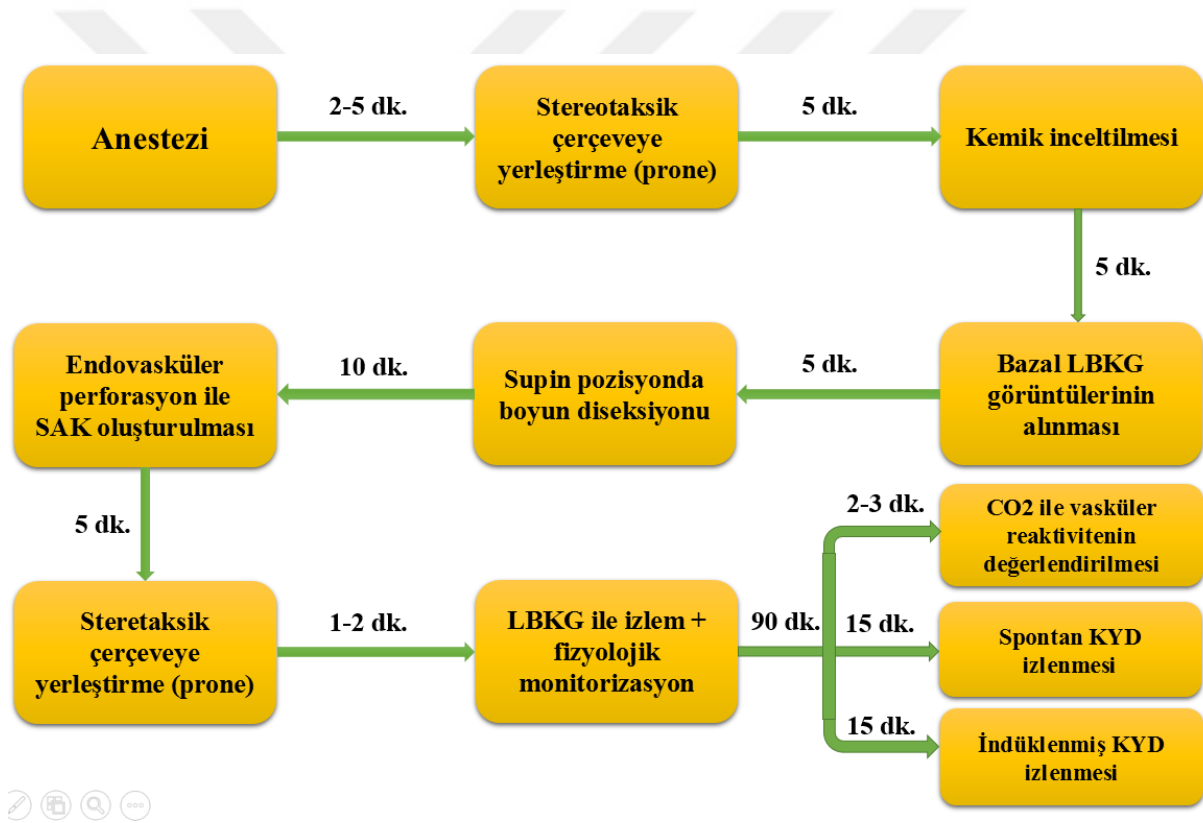 Anestezi
2-5 dk.
Stereotaksik
çerçeveye
yerleştirme (prone)
5 dk.
Kemik inceltilmesi
5 dk.
Bazal LBKG
görüntülerinin
alınması
5 dk.
Supin pozisyonda
boyun diseksiyonu
10 dk.
Endovasküler
perforasyon ile
SAK oluşturulması
5 dk.
Steretaksik
çerçeveye
yerleştirme (prone)
1-2 dk.
LBKG ile izlem +
fizyolojik
monitorizasyon
90 dk.
2-3 dk.
CO2 ile vasküler
reaktivitenin
değerlendirilmesi
15 dk.
Spontan KYD
izlenmesi
15 dk.
İndüklenmiş KYD
izlenmesi